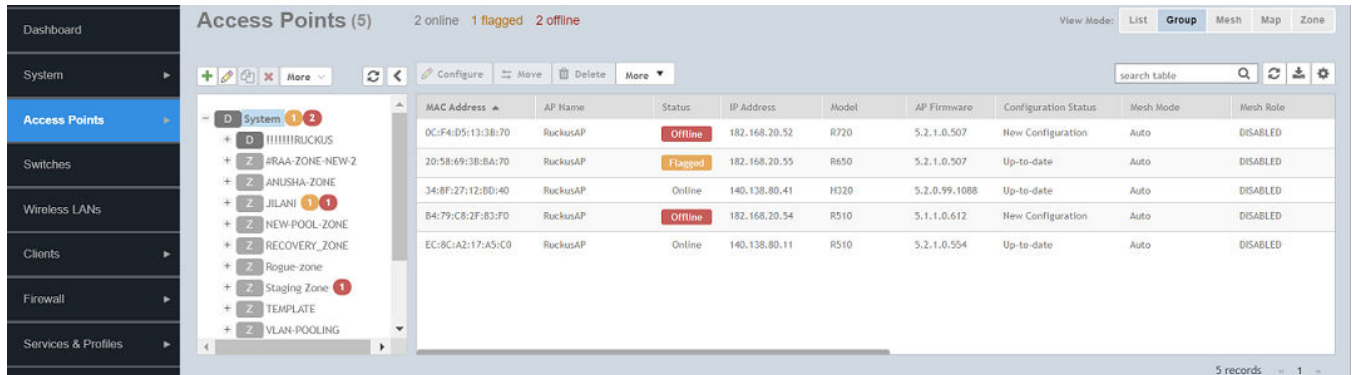 Dashboard
System
Access Points
Switches
Wireless LANs
Clients
Firewall
Services & Profiles
Access Points (5) 2 online 1 flagged 2 offline
View Mode: List Group Mesh Map Zone
More
D System 1 2
D !!!!!!!RUCKUS
Z #RAA-ZONE-NEW-2
Z ANUSHA-ZONE
Z JILANI 1 1
Z NEW-POOL-ZONE
Z RECOVERY_ZONE
Z Rogue-zone
Z Staging Zone 1
Z TEMPLATE
Z VLAN-POOLING
Configure Move Delete More
search table
MAC Address AP Name Status IP Address Model AP Firmware Configuration Status Mesh Mode Mesh Role
0C:F4:D5:13:3B:70 RuckusAP Offline 182.168.20.52 R720 5.2.1.0.507 New Configuration Auto DISABLED
20:58:69:3B:BA:70 RuckusAP Flagged 182.168.20.55 R650 5.2.1.0.507 Up-to-date Auto DISABLED
34:8F:27:12:BD:40 RuckusAP Online 140.138.80.41 H320 5.2.0.99.1088 Up-to-date Auto DISABLED
B4:79:C8:2F:83:F0 RuckusAP Offline 182.168.20.54 R510 5.1.1.0.612 New Configuration Auto DISABLED
EC:8C:A2:17:A5:C0 RuckusAP Online 140.138.80.11 R510 5.2.1.0.554 Up-to-date Auto DISABLED
5 records « 1 »